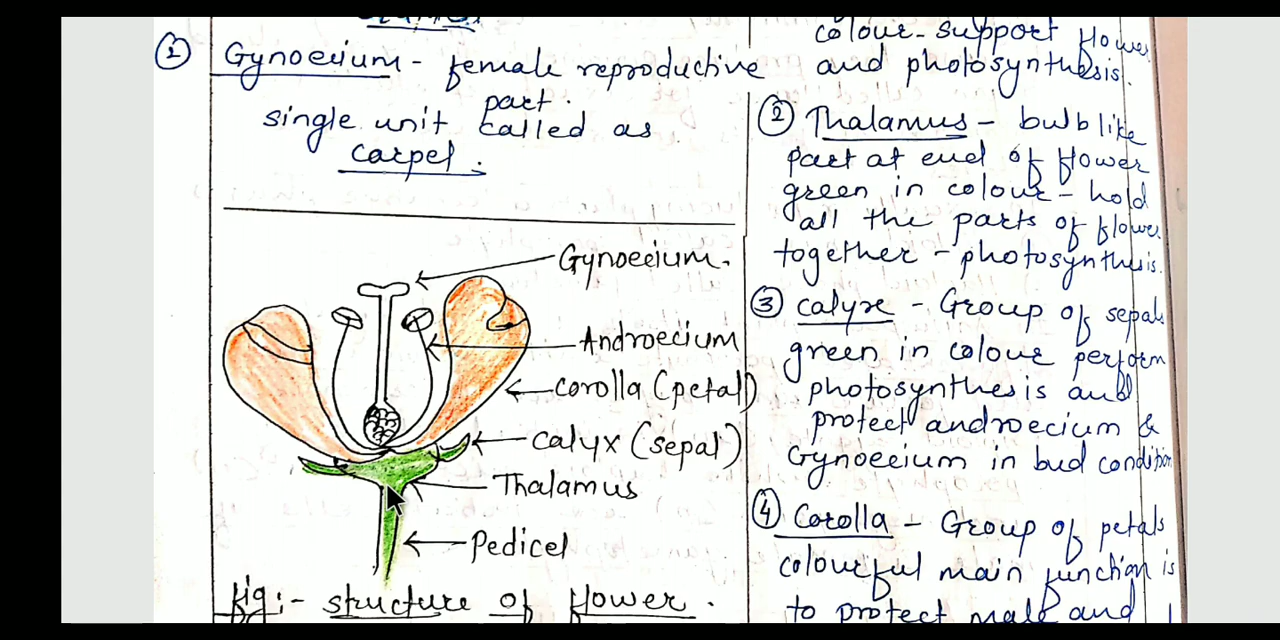 ② Gynoecium - female reproductive
part.
single unit called as
carpel.
Gynoecium.
Androecium
Corolla (petal)
Calyx (sepal)
Thalamus
Pedicel
fig:- structure of flower.
colour - support flower
and photosynthesis.
② Thalamus - bulb like
part at end of flower
green in colour - hold
all the parts of flower
together - photosynthesis.
③ Calyx - Group of sepals
green in colour perform
photosynthesis and
protect androecium &
Gynoecium in bud condition
④ Corolla - Group of petals
colourful main function is
to protect male and